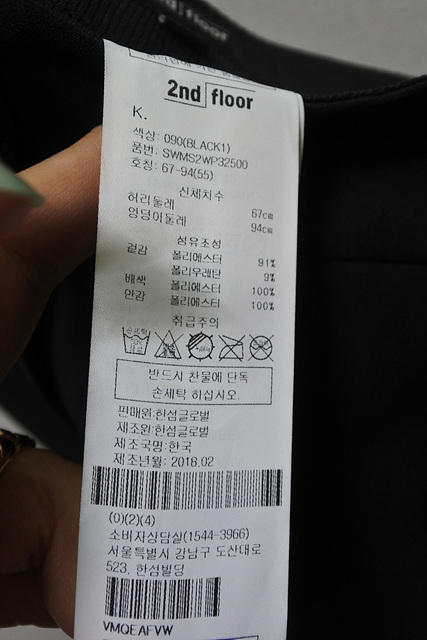 floor
2nd floor
K.
색상: 090(BLACK1)
품번: SWMS2WP32500
호칭: 67-94(55)
신체치수
허리둘레 67cm
엉덩이둘레 94cm
섬유조성
겉감 폴리에스터 91%
폴리우레탄 9%
배색 폴리에스터 100%
안감 폴리에스터 100%
취급주의
반드시 찬물에 단독
손세탁 하십시오.
판매원:한섬글로벌
제조원:한섬글로벌
제조국명:한국
제조년월: 2018.02
(0)(2)(4)
소비자상담실(1544-3966)
서울특별시 강남구 도산대로
523, 한섬빌딩
VMQEAFVW